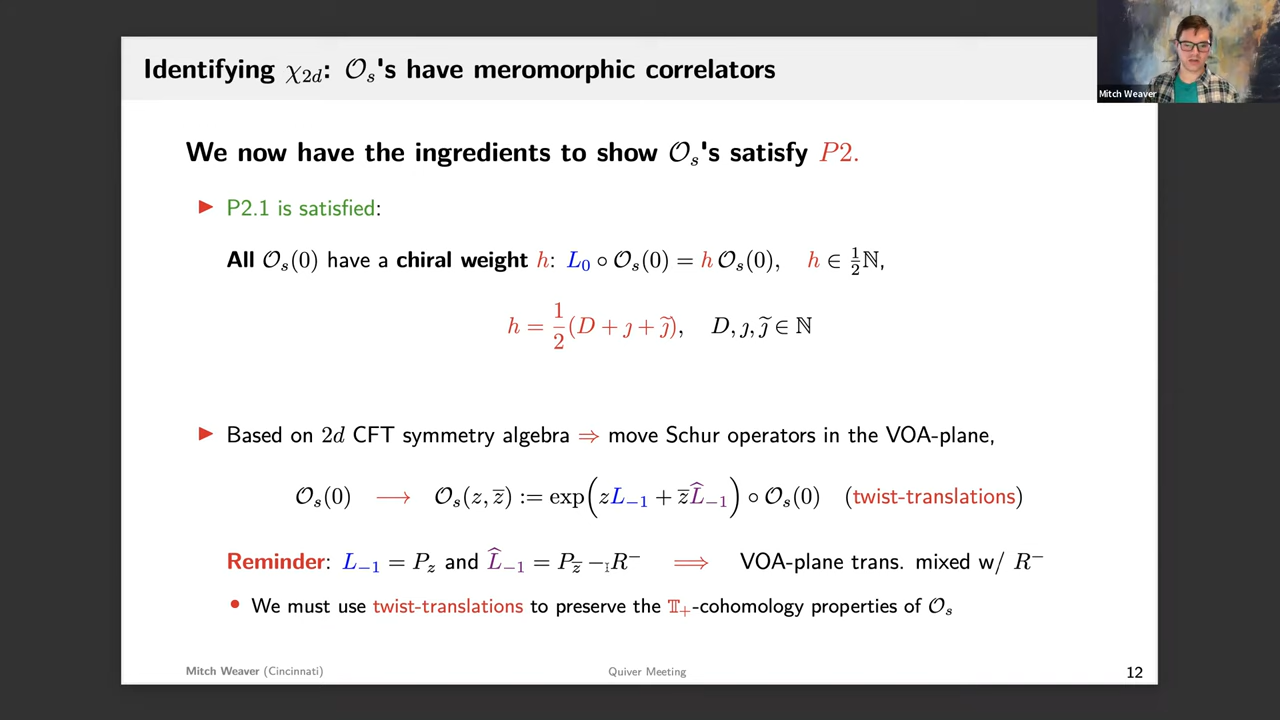 Identifying χ₂d: 𝒪ₛ's have meromorphic correlators
Mitch Weaver
We now have the ingredients to show 𝒪ₛ's satisfy P2.
▶ P2.1 is satisfied:
All 𝒪ₛ(0) have a chiral weight h: L₀ ∘ 𝒪ₛ(0) = h 𝒪ₛ(0), h ∈ ½ℕ,
h = 1/2 (D + ȷ + ȷ̃), D, ȷ, ȷ̃ ∈ ℕ
▶ Based on 2d CFT symmetry algebra ⇒ move Schur operators in the VOA-plane,
𝒪ₛ(0) ⟶ 𝒪ₛ(z, z̅) := exp(zL₋₁ + z̅L̂₋₁) ∘ 𝒪ₛ(0) (twist-translations)
Reminder: L₋₁ = P_z and L̂₋₁ = P_z̅ − R⁻ ⟹ VOA-plane trans. mixed w/ R⁻
• We must use twist-translations to preserve the 𝕋₊-cohomology properties of 𝒪ₛ
Mitch Weaver (Cincinnati) Quiver Meeting 12